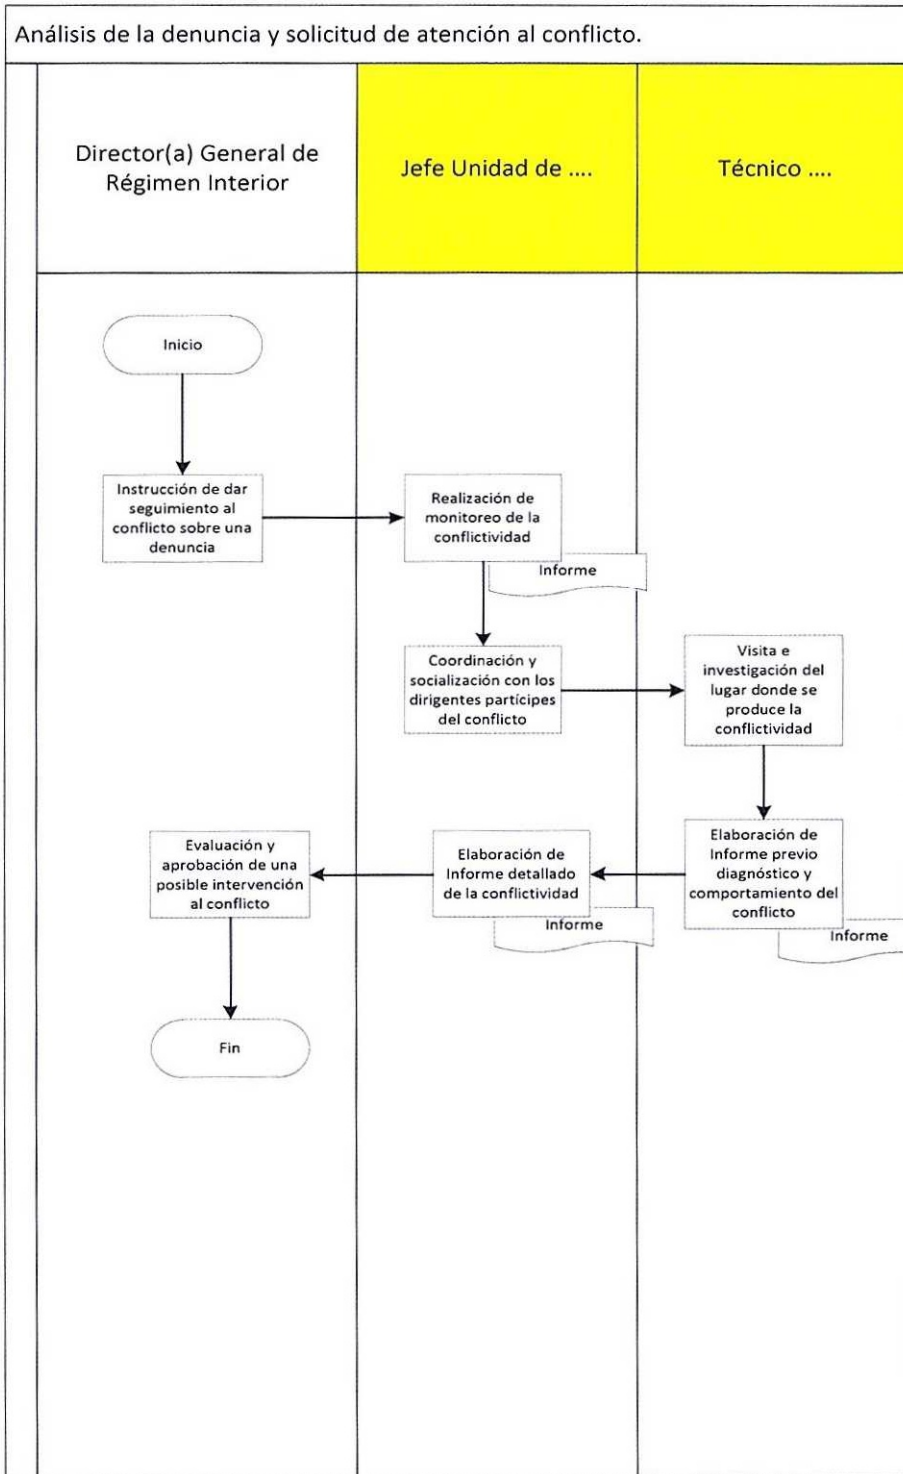 Análisis de la denuncia y solicitud de atención al conflicto.
Director(a) General de
Régimen Interior
Jefe Unidad de ....
Técnico ....
Inicio
Instrucción de dar
seguimiento al
conflicto sobre una
denuncia
Realización de
monitoreo de la
conflictividad
Informe
Coordinación y
socialización con los
dirigentes partícipes
del conflicto
Visita e
investigación del
lugar donde se
produce la
conflictividad
Elaboración de
Informe previo
diagnóstico y
comportamiento del
conflicto
Informe
Elaboración de
Informe detallado
de la conflictividad
Informe
Evaluación y
aprobación de una
posible intervención
al conflicto
Fin